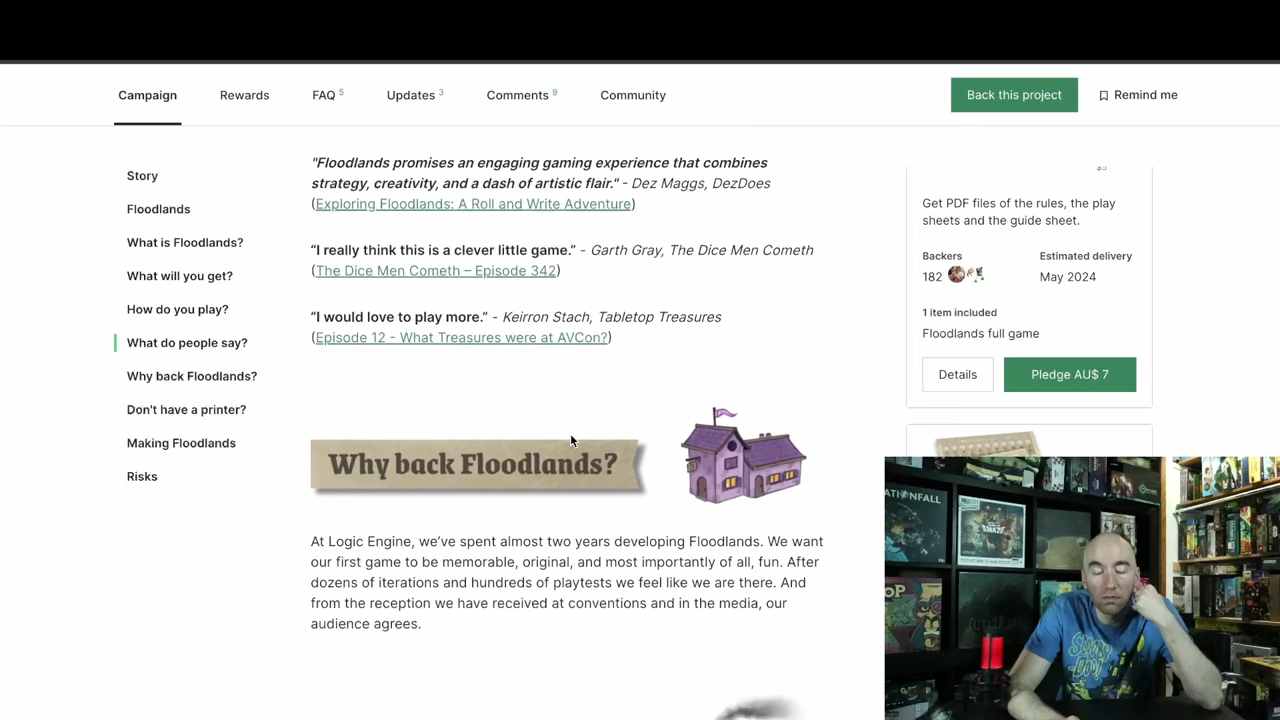 Campaign
Rewards
FAQ 5
Updates 3
Comments 9
Community
Back this project
Remind me
Story
Floodlands
What is Floodlands?
What will you get?
How do you play?
What do people say?
Why back Floodlands?
Don't have a printer?
Making Floodlands
Risks
"Floodlands promises an engaging gaming experience that combines
strategy, creativity, and a dash of artistic flair." - Dez Maggs, DezDoes
(Exploring Floodlands: A Roll and Write Adventure)
“I really think this is a clever little game.” - Garth Gray, The Dice Men Cometh
(The Dice Men Cometh – Episode 342)
“I would love to play more.” - Keirron Stach, Tabletop Treasures
(Episode 12 - What Treasures were at AVCon?)
Why back Floodlands?
At Logic Engine, we’ve spent almost two years developing Floodlands. We want
our first game to be memorable, original, and most importantly of all, fun. After
dozens of iterations and hundreds of playtests we feel like we are there. And
from the reception we have received at conventions and in the media, our
audience agrees.
Get PDF files of the rules, the play
sheets and the guide sheet.
Backers
182
Estimated delivery
May 2024
1 item included
Floodlands full game
Details
Pledge AU$ 7